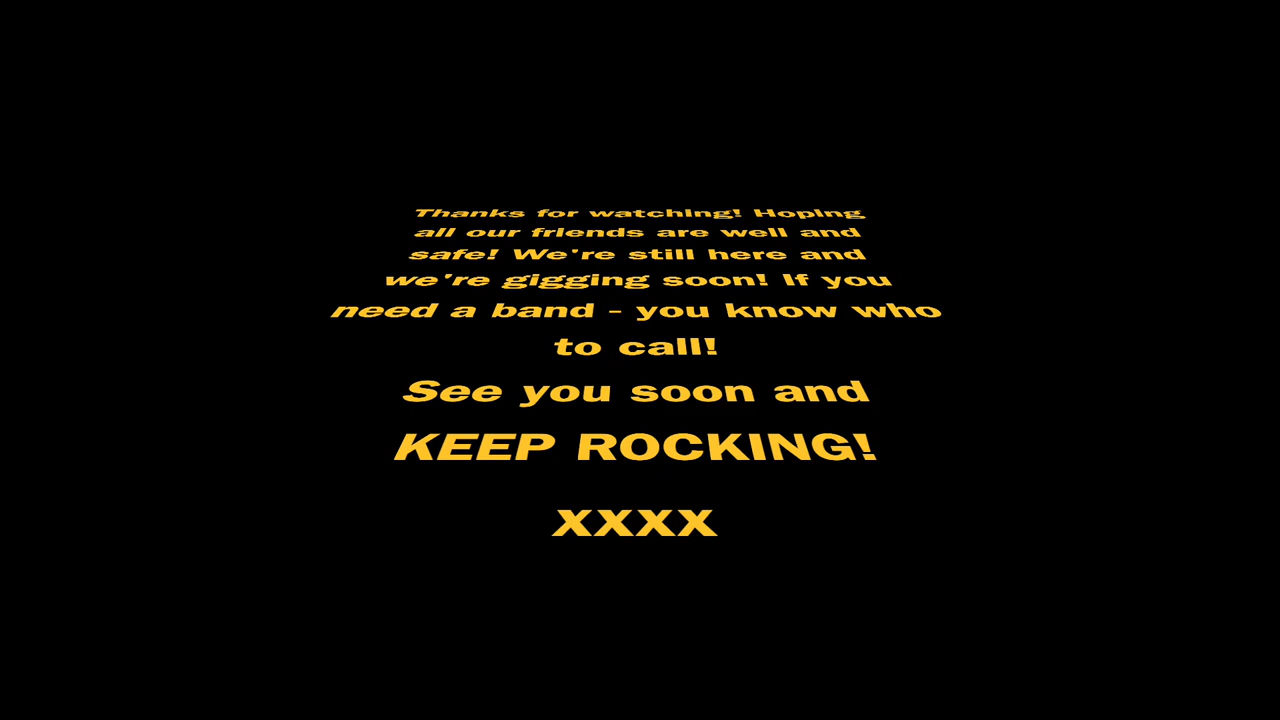 Thanks for watching! Hoping
all our friends are well and
safe! We're still here and
we're gigging soon! If you
need a band - you know who
to call!
See you soon and
KEEP ROCKING!
xxxx